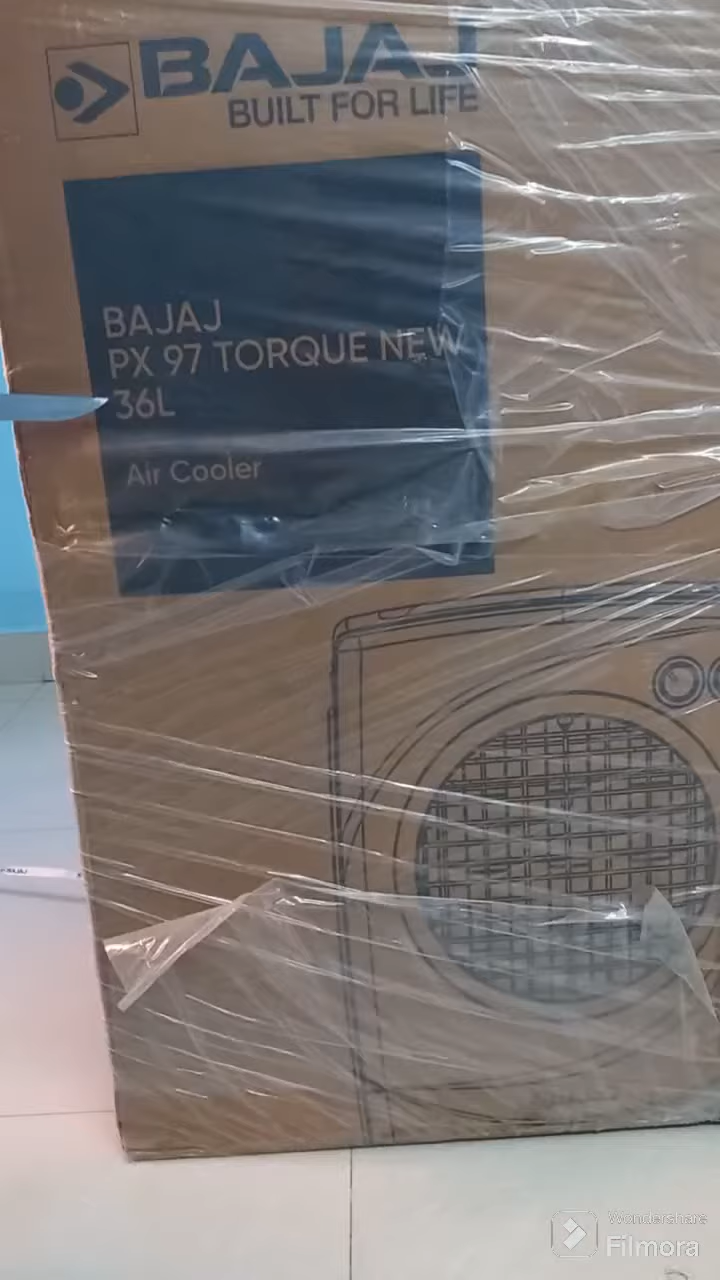 BAJAJ
BUILT FOR LIFE
BAJAJ
PX 97 TORQUE NEW
36L
Air Cooler
Wondershare
Filmora